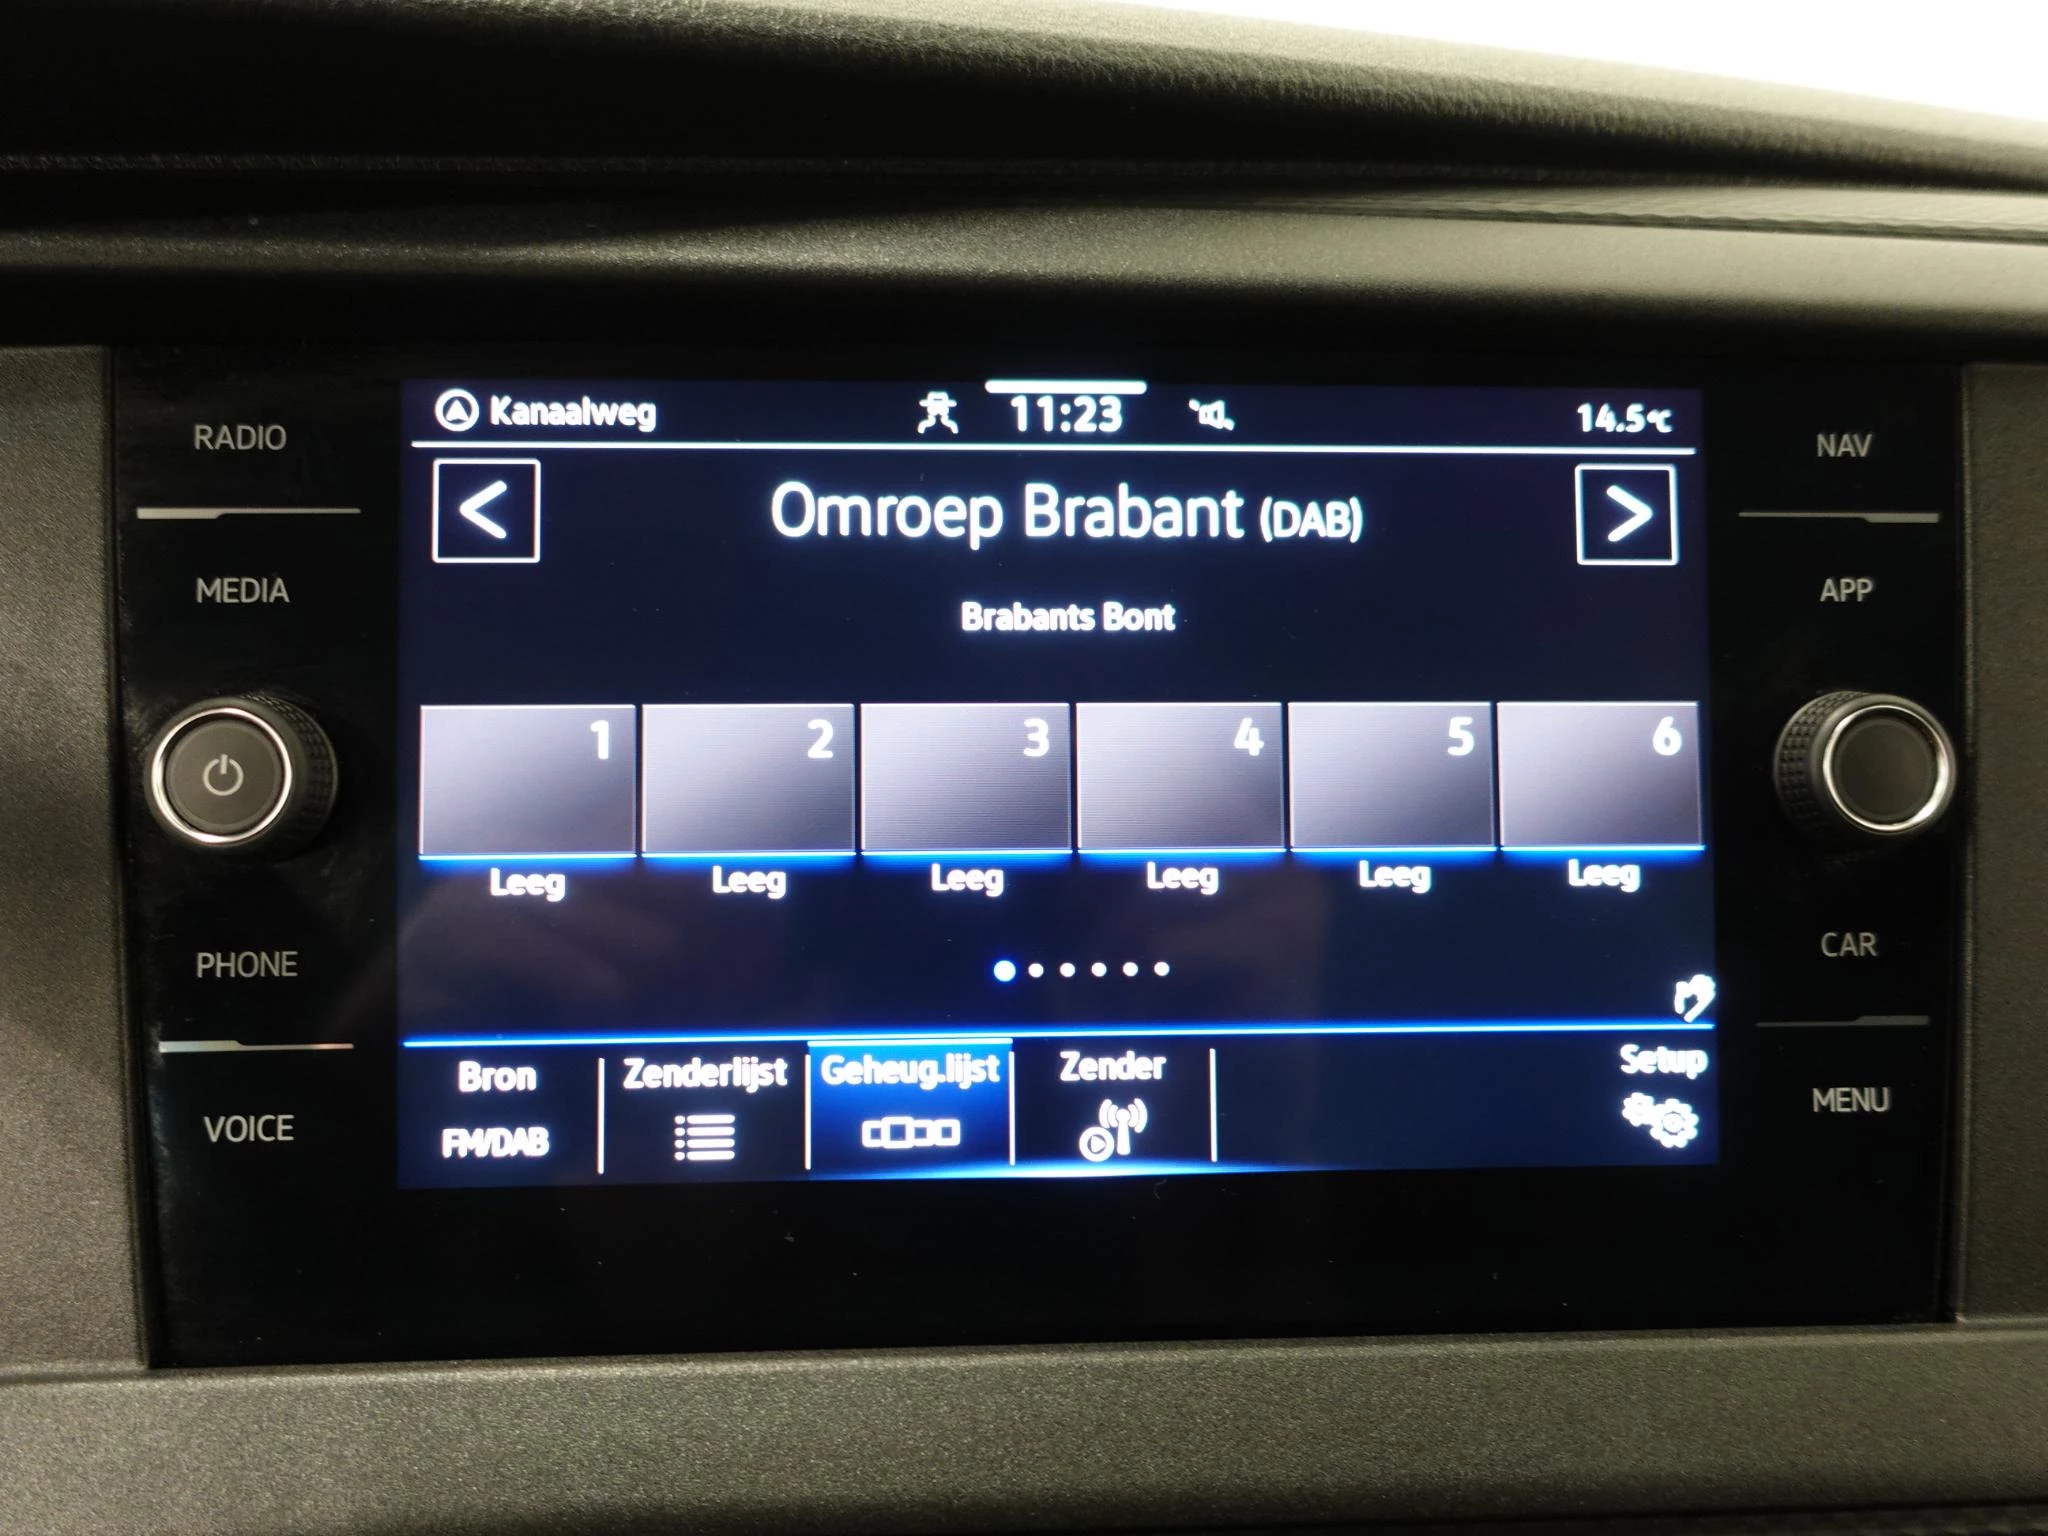 RADIO
MEDIA
PHONE
VOICE
Kanaalweg 11:23 14.5°C
< Omroep Brabant (DAB) >
Brabants Bont
1 2 3 4 5 6
Leeg Leeg Leeg Leeg Leeg Leeg
Bron Zenderlijst Geheug.lijst Zender Setup
FM/DAB
NAV
APP
CAR
MENU